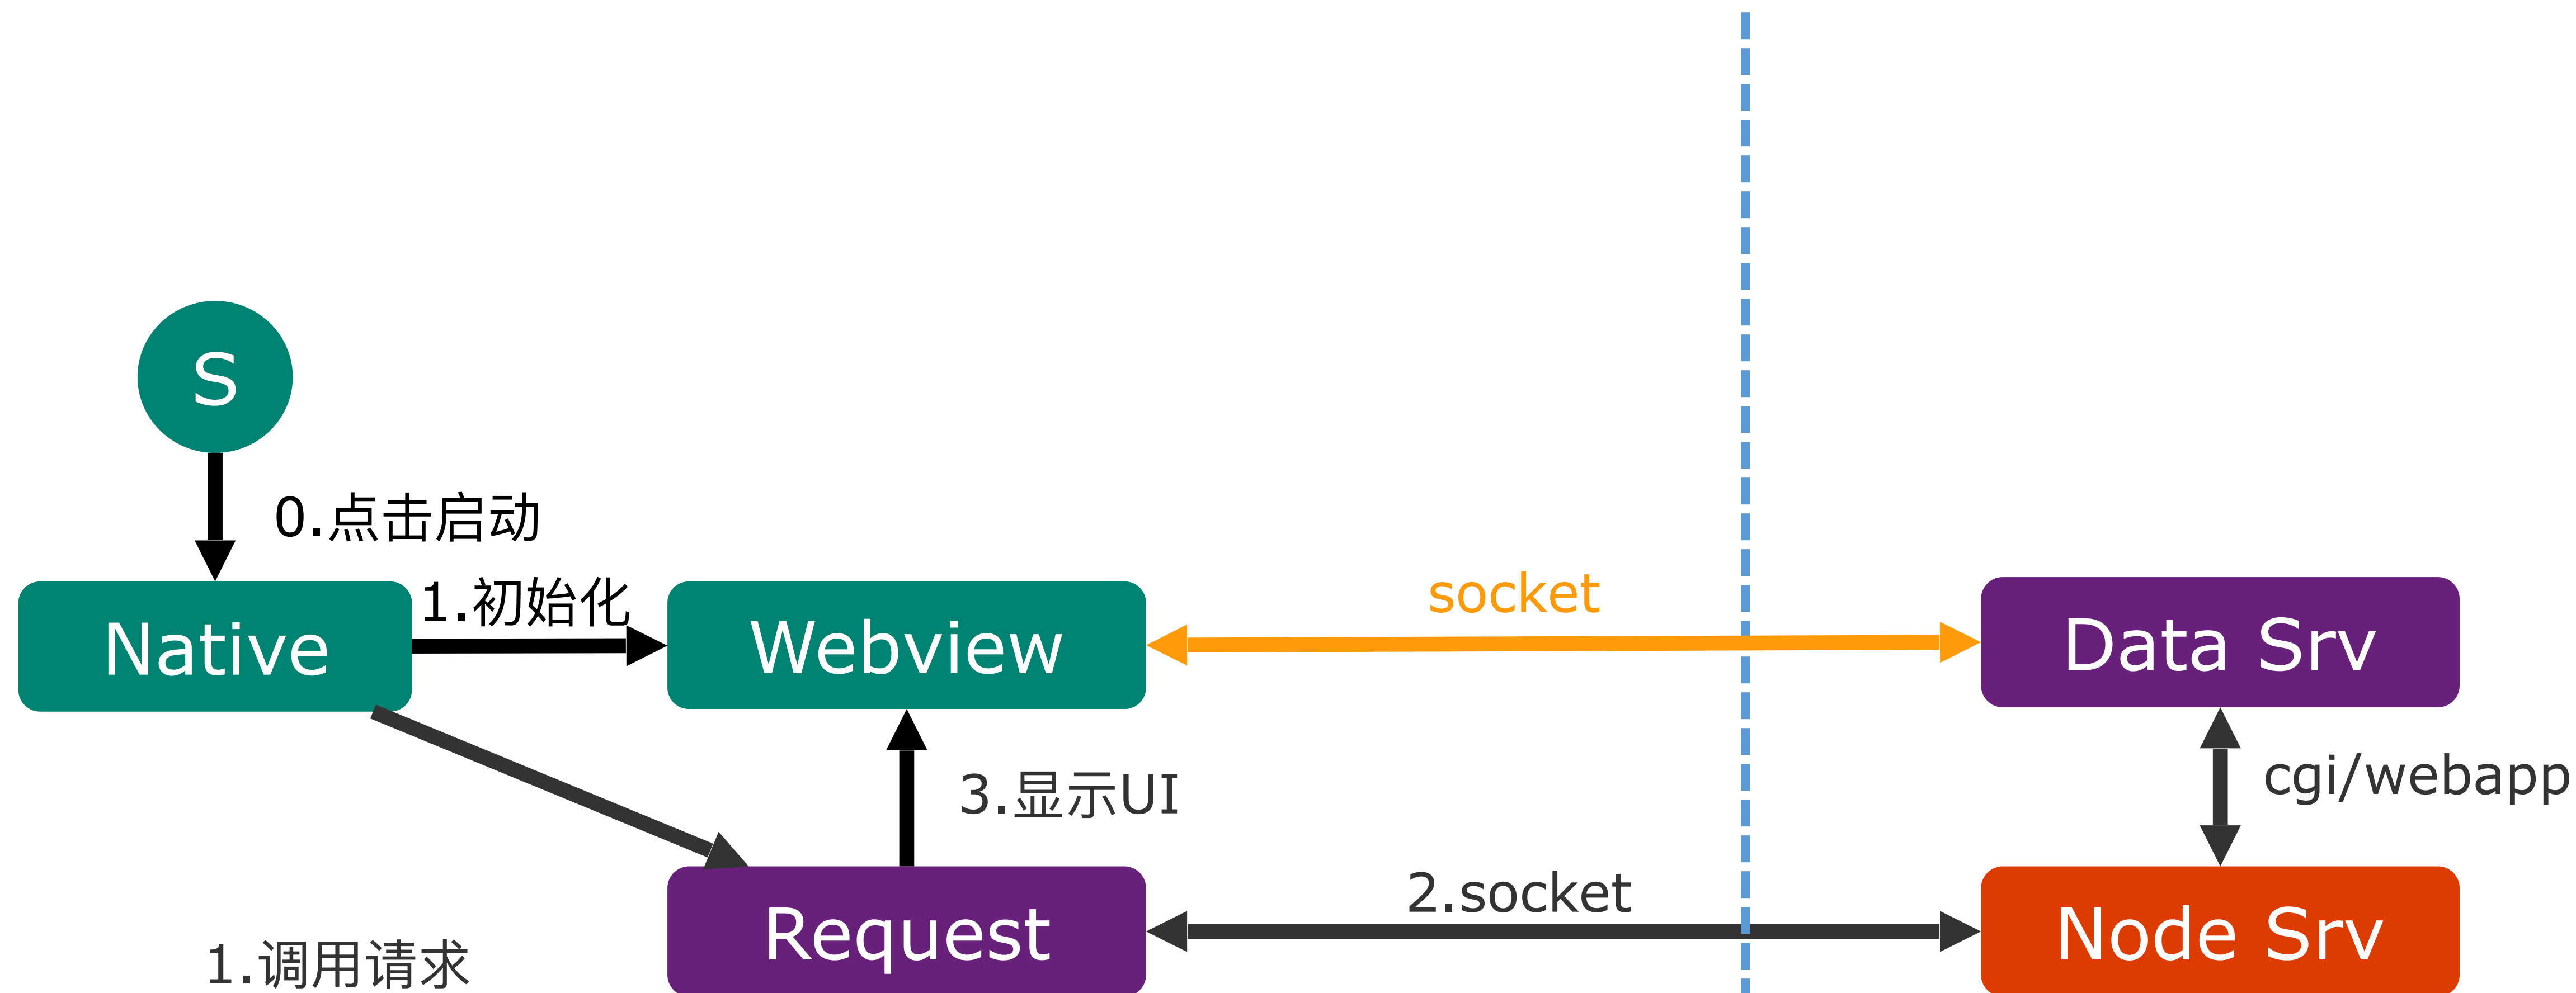 S
0.点击启动
1.初始化
Native
Webview
socket
Data Srv
3.显示UI
cgi/webapp
1.调用请求
Request
2.socket
Node Srv